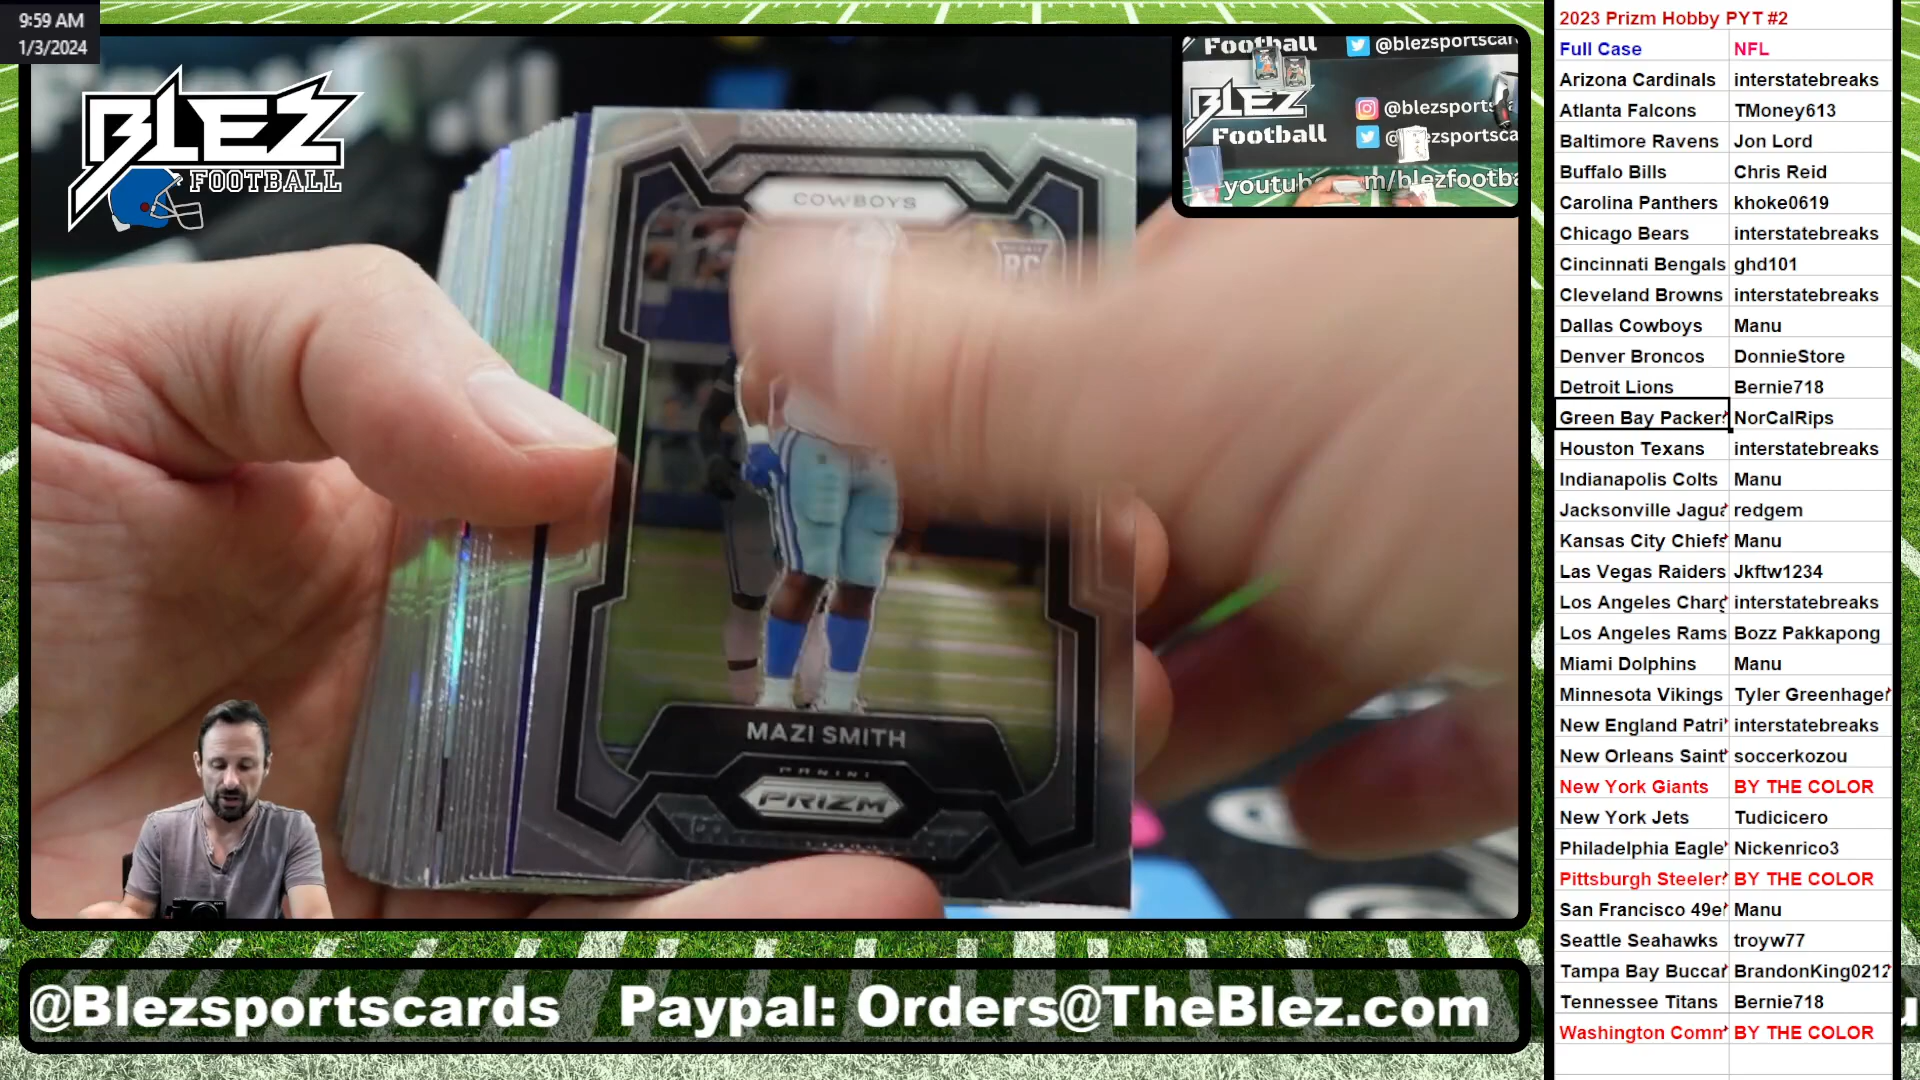 9:59 AM
1/3/2024
BLEZ
FOOTBALL
COWBOYS
RC
MAZI SMITH
PANINI
PRIZM
Football
@blezsportscar
BLEZ
Football
@blezsports
youtub
m/blezfootba
@Blezsportscards Paypal: Orders@TheBlez.com
2023 Prizm Hobby PYT #2
Full Case NFL
Arizona Cardinals interstatebreaks
Atlanta Falcons TMoney613
Baltimore Ravens Jon Lord
Buffalo Bills Chris Reid
Carolina Panthers khoke0619
Chicago Bears interstatebreaks
Cincinnati Bengals ghd101
Cleveland Browns interstatebreaks
Dallas Cowboys Manu
Denver Broncos DonnieStore
Detroit Lions Bernie718
Green Bay Packer NorCalRips
Houston Texans interstatebreaks
Indianapolis Colts Manu
Jacksonville Jagu redgem
Kansas City Chiefs Manu
Las Vegas Raiders Jkftw1234
Los Angeles Charg interstatebreaks
Los Angeles Rams Bozz Pakkapong
Miami Dolphins Manu
Minnesota Vikings Tyler Greenhager
New England Patri interstatebreaks
New Orleans Saint soccerkozou
New York Giants BY THE COLOR
New York Jets Tudicicero
Philadelphia Eagle Nickenrico3
Pittsburgh Steeler BY THE COLOR
San Francisco 49e Manu
Seattle Seahawks troyw77
Tampa Bay Buccar BrandonKing0212
Tennessee Titans Bernie718
Washington Comm BY THE COLOR